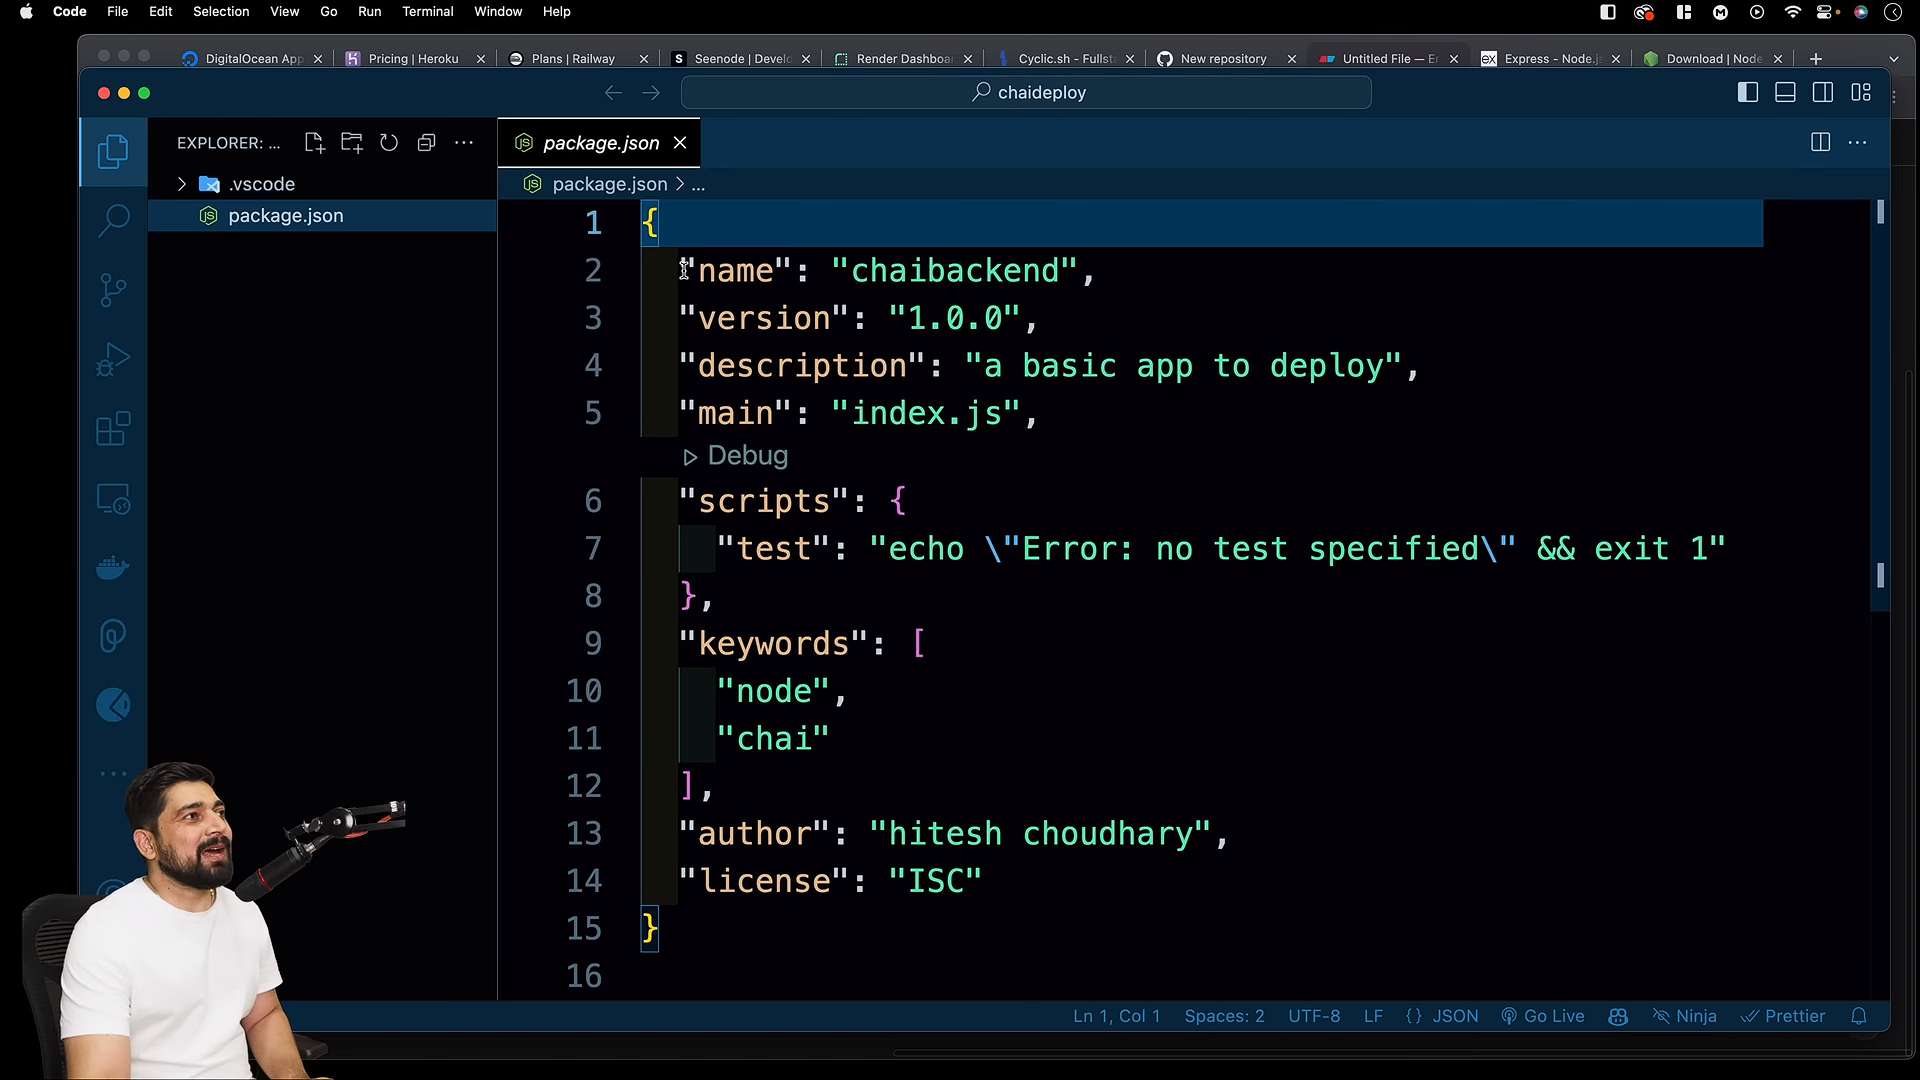 Code File Edit Selection View Go Run Terminal Window Help
DigitalOcean App Pricing | Heroku Plans | Railway Seenode | Develo Render Dashboa Cyclic.sh - Fullsta New repository Untitled File — Er Express - Node.js Download | Node
chaideploy
EXPLORER: ...
package.json
.vscode
package.json > ...
package.json
1 {
2 "name": "chaibackend",
3 "version": "1.0.0",
4 "description": "a basic app to deploy",
5 "main": "index.js",
Debug
6 "scripts": {
7 "test": "echo \"Error: no test specified\" && exit 1"
8 },
9 "keywords": [
10 "node",
11 "chai"
12 ],
13 "author": "hitesh choudhary",
14 "license": "ISC"
15 }
16
Ln 1, Col 1 Spaces: 2 UTF-8 LF {} JSON Go Live Ninja Prettier